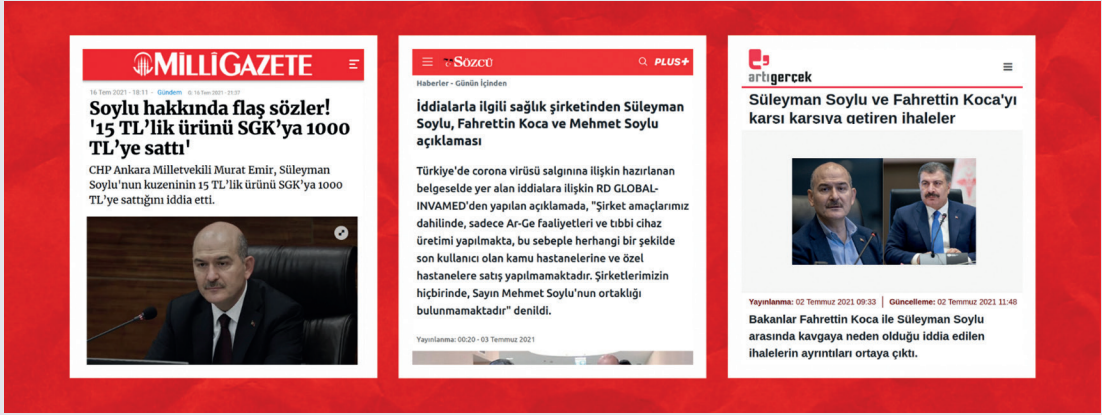 MİLLÎ GAZETE
16 Tem 2021 - 18:11 - Gündem
Soylu hakkında flaş sözler!
'15 TL’lik ürünü SGK’ya 1000
TL’ye sattı'
CHP Ankara Milletvekili Murat Emir, Süleyman
Soylu'nun kuzeninin 15 TL’lik ürünü SGK’ya 1000
TL’ye sattığını iddia etti.
SÖZCÜ
PLUS+
Haberler - Günün İçinden
İddialarla ilgili sağlık şirketinden Süleyman
Soylu, Fahrettin Koca ve Mehmet Soylu
açıklaması
Türkiye'de corona virüsü salgınına ilişkin hazırlanan
belgeselde yer alan iddialara ilişkin RD GLOBAL-
INVAMED'den yapılan açıklamada, "Şirket amaçlarımız
dahilinde, sadece Ar-Ge faaliyetleri ve tıbbi cihaz
üretimi yapılmakta, bu sebeple herhangi bir şekilde
son kullanıcı olan kamu hastanelerine ve özel
hastanelere satış yapılmamaktadır. Şirketlerimizin
hiçbirinde, Sayın Mehmet Soylu'nun ortaklığı
bulunmamaktadır" denildi.
Yayınlanma: 00:20 - 03 Temmuz 2021
artıgerçek
Süleyman Soylu ve Fahrettin Koca'yı
karşı karşıya getiren ihaleler
Yayınlanma: 02 Temmuz 2021 09:33 | Güncelleme: 02 Temmuz 2021 11:48
Bakanlar Fahrettin Koca ile Süleyman Soylu
arasında kavgaya neden olduğu iddia edilen
ihalelerin ayrıntıları ortaya çıktı.